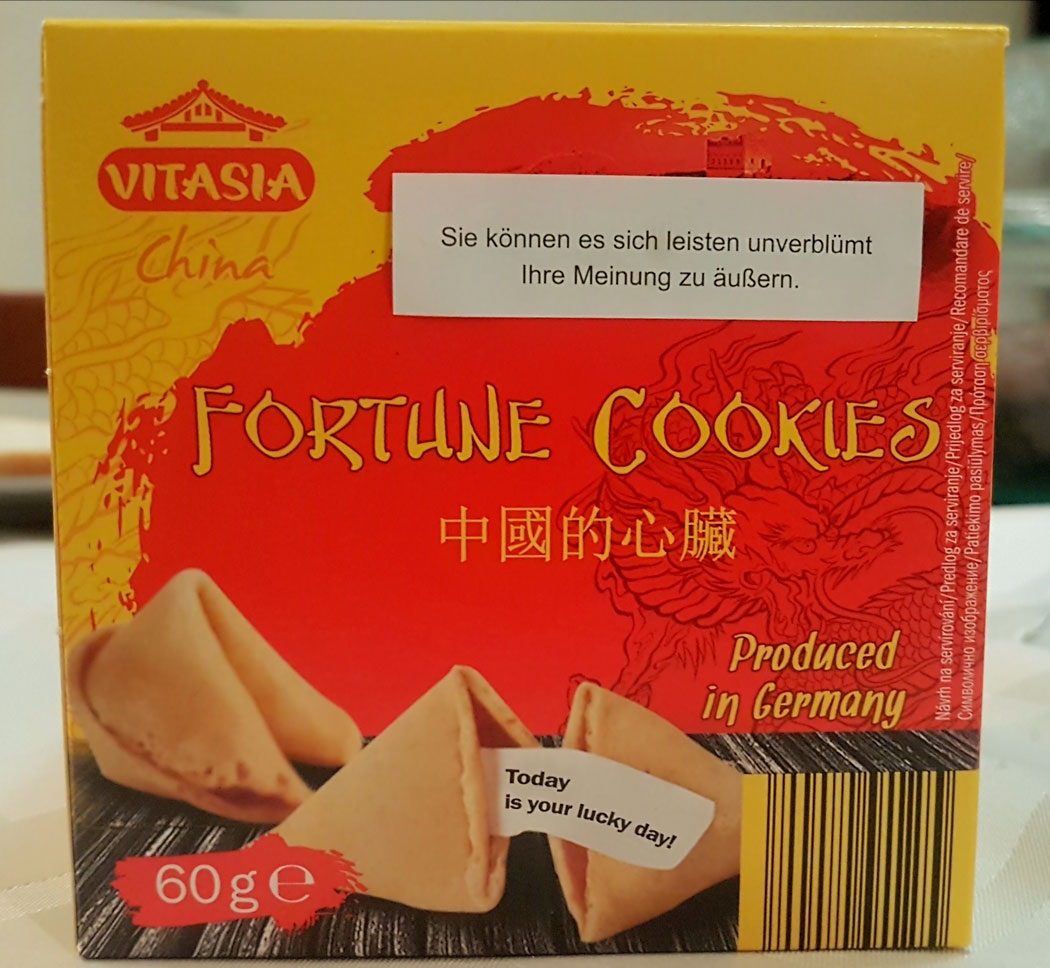 VITASIA
China
Sie können es sich leisten unverblümt
Ihre Meinung zu äußern.
FORTUNE COOKIES
中國的心臟
Produced
in Germany
Today
is your lucky day!
60 g ℮
Návrh na servírování/Predlog za serviranje/Prijedlog za serviranje/Recomandare de servire/
Символично изображение/Patiekimo pasiūlymas/Πρόταση σερβιρίσματος